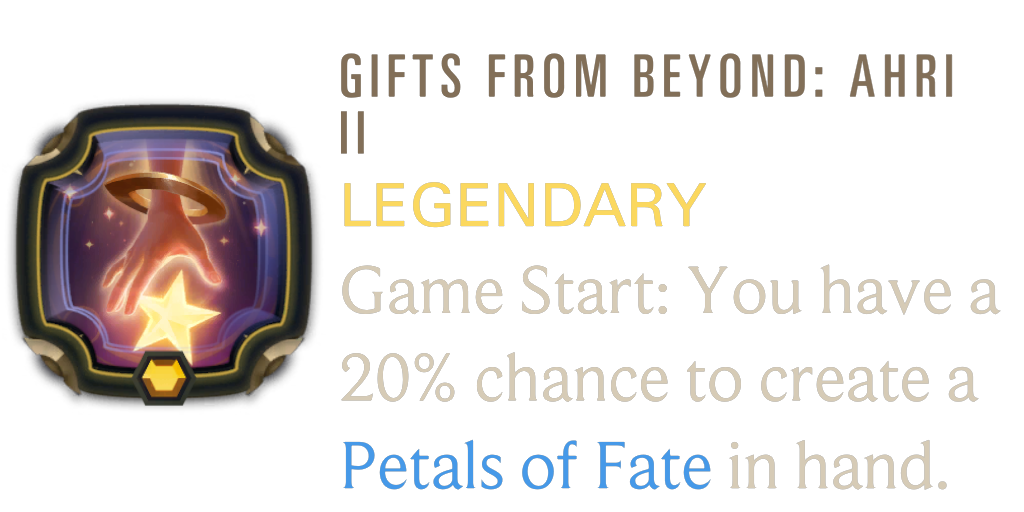 GIFTS FROM BEYOND: AHRI
II
LEGENDARY
Game Start: You have a
20% chance to create a
Petals of Fate in hand.